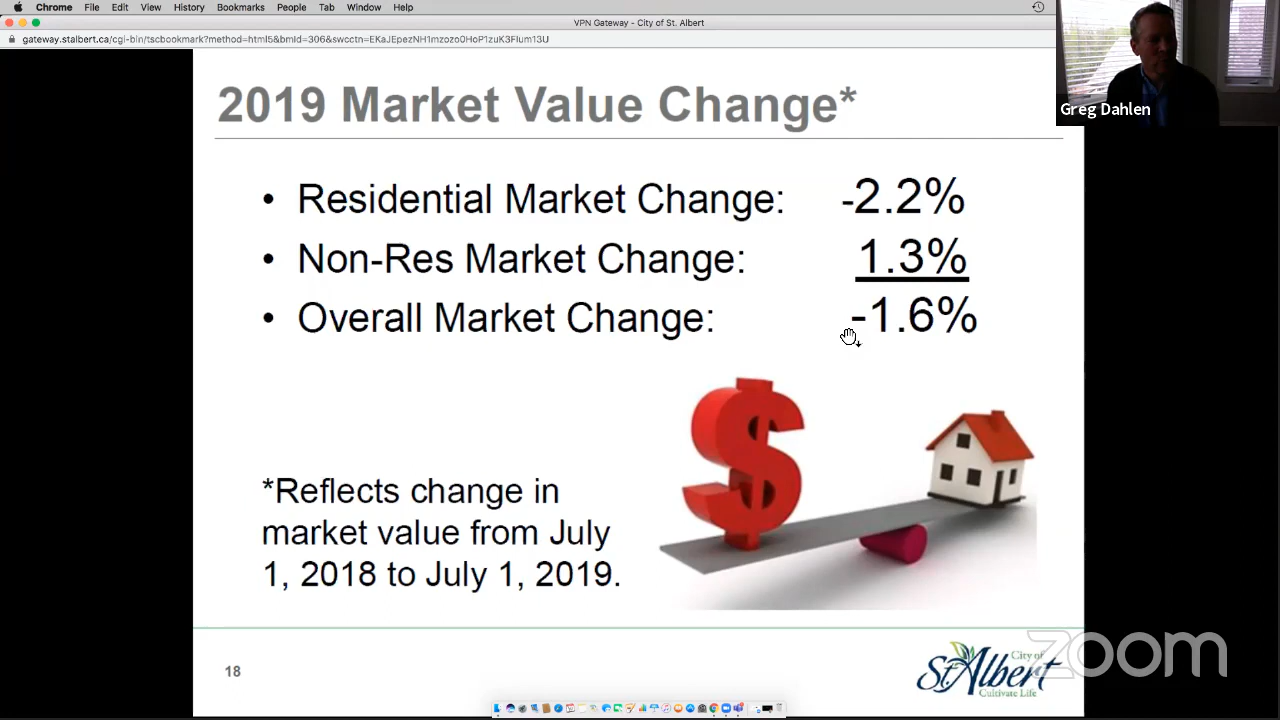 Chrome File Edit View History Bookmarks People Tab Window Help
VPN Gateway - City of St. Albert
Greg Dahlen
2019 Market Value Change*
• Residential Market Change: -2.2%
• Non-Res Market Change: 1.3%
• Overall Market Change: -1.6%
*Reflects change in
market value from July
1, 2018 to July 1, 2019.
18
City of
St. Albert
Cultivate Life
zoom